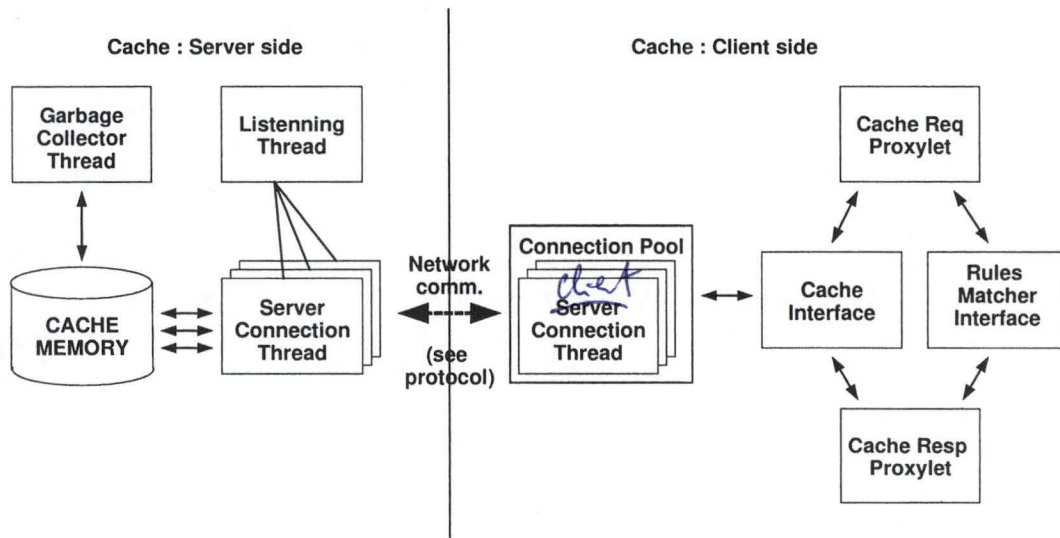 Cache : Server side
Cache : Client side
Garbage
Collector
Thread
Listenning
Thread
Cache Req
Proxylet
CACHE
MEMORY
Server
Connection
Thread
Network
comm.
(see
protocol)
Connection Pool
client
Server
Connection
Thread
Cache
Interface
Rules
Matcher
Interface
Cache Resp
Proxylet